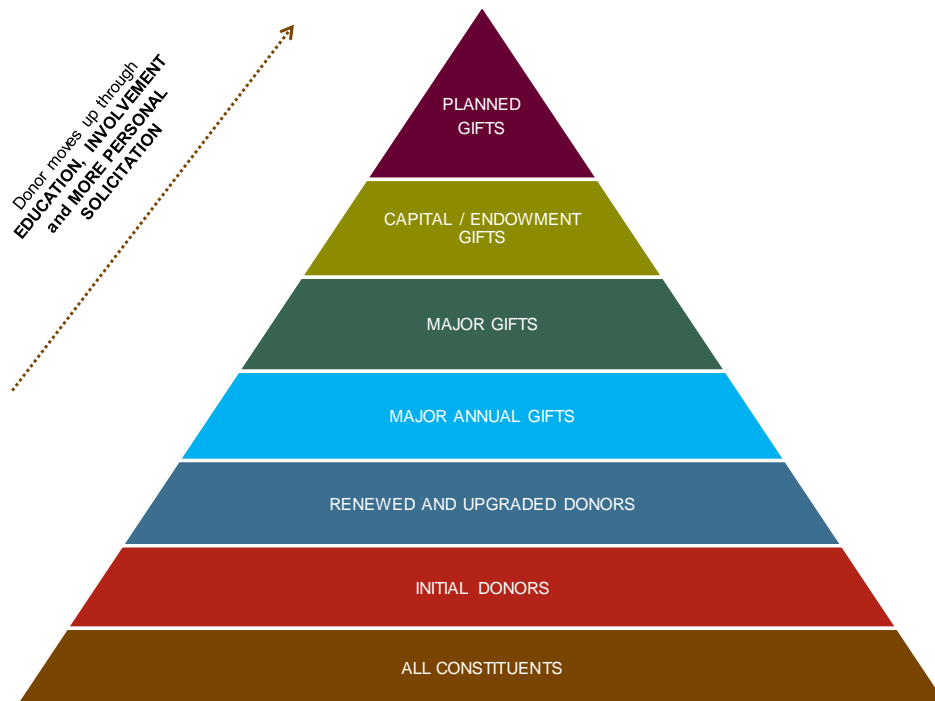 Donor moves up through
EDUCATION, INVOLVEMENT
and MORE PERSONAL
SOLICITATION
PLANNED
GIFTS
CAPITAL / ENDOWMENT
GIFTS
MAJOR GIFTS
MAJOR ANNUAL GIFTS
RENEWED AND UPGRADED DONORS
INITIAL DONORS
ALL CONSTITUENTS